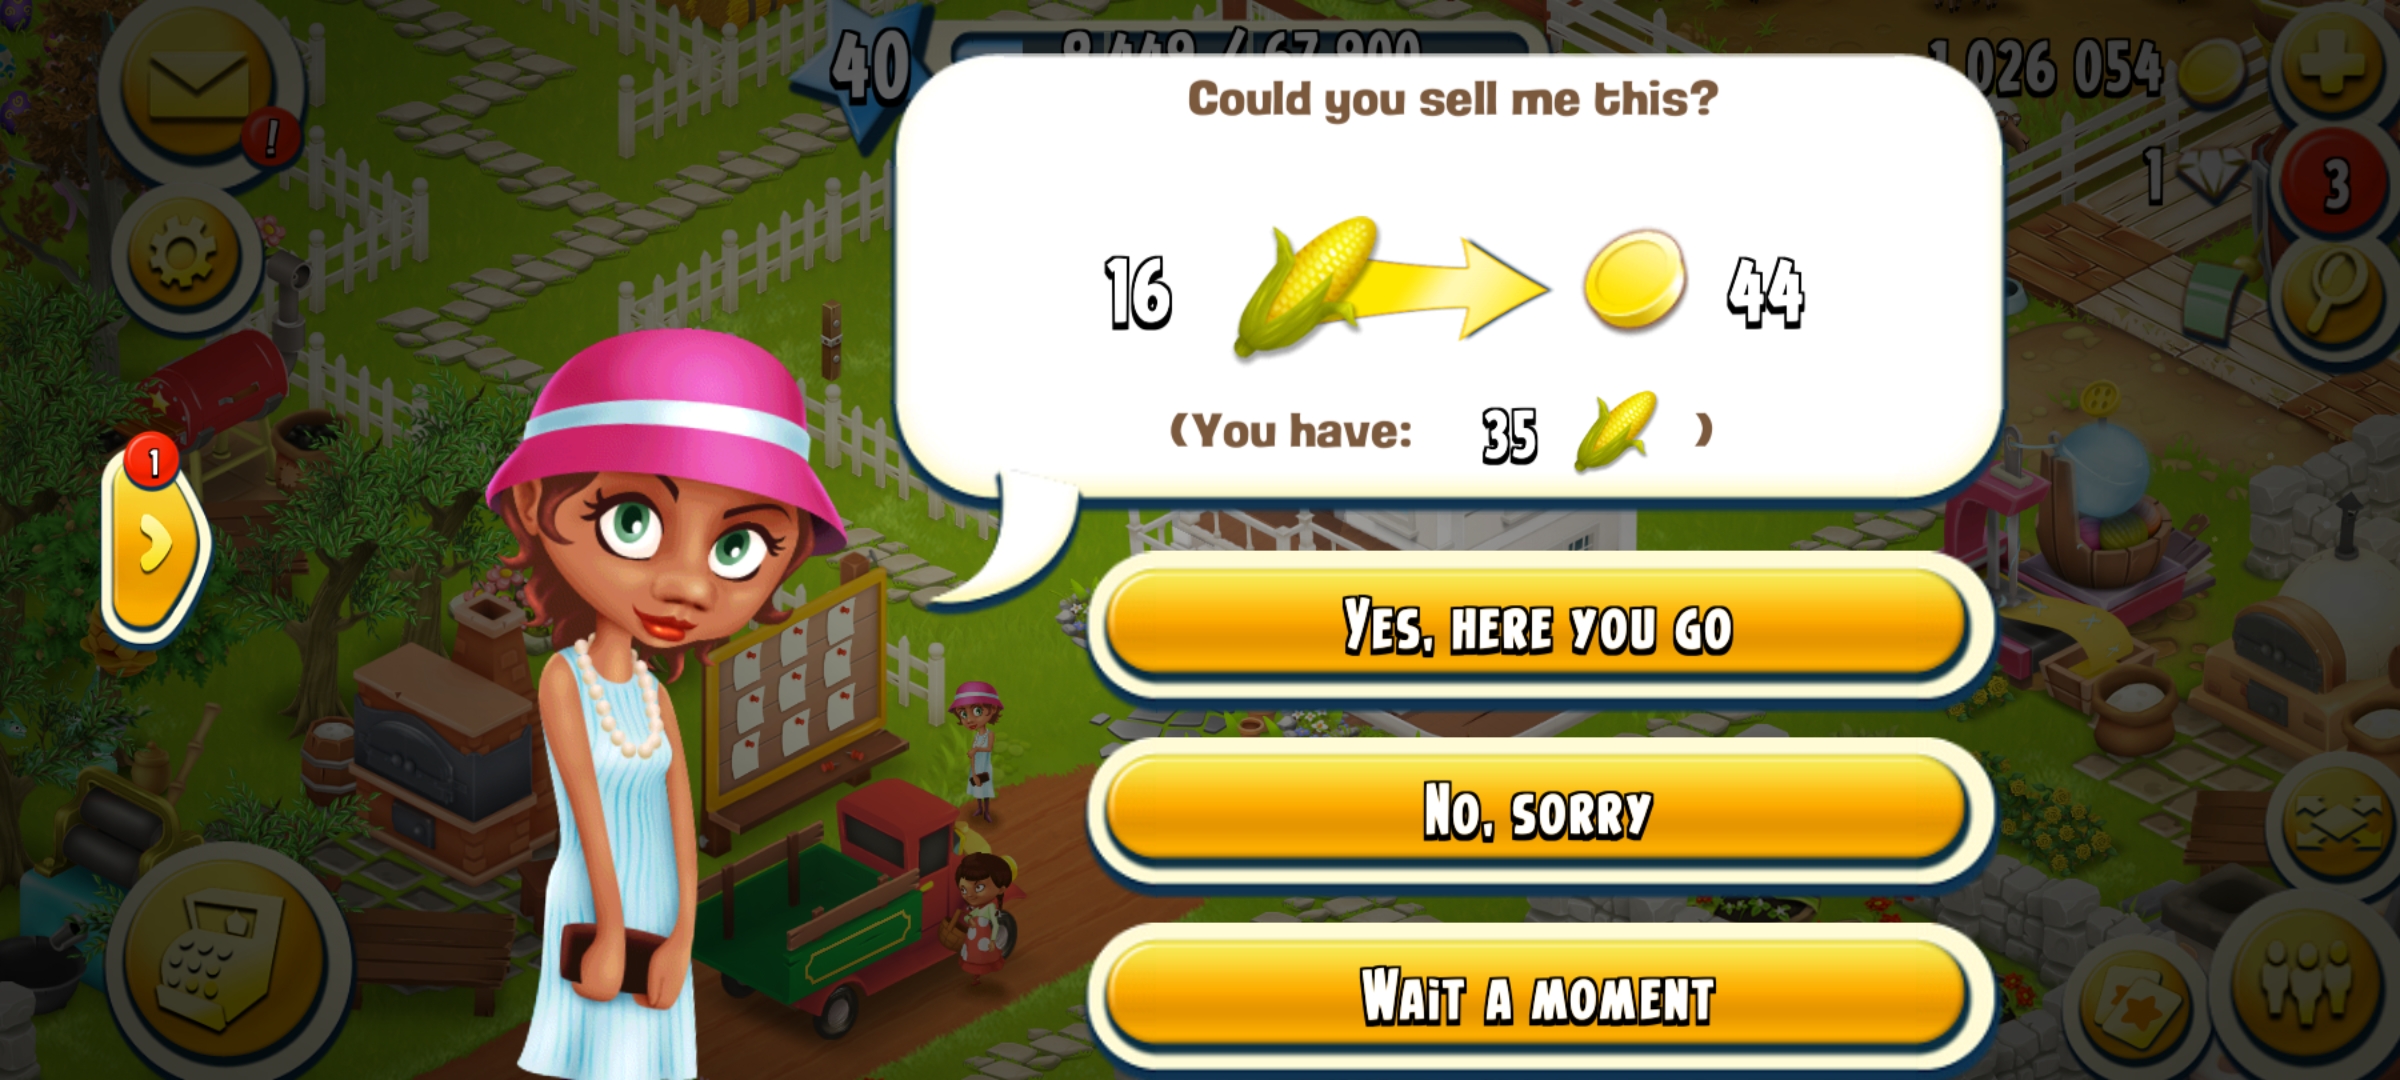 40
1 026 054
!
Could you sell me this?
1
3
16
44
(You have: 35 )
1
Yes, here you go
No, sorry
Wait a moment